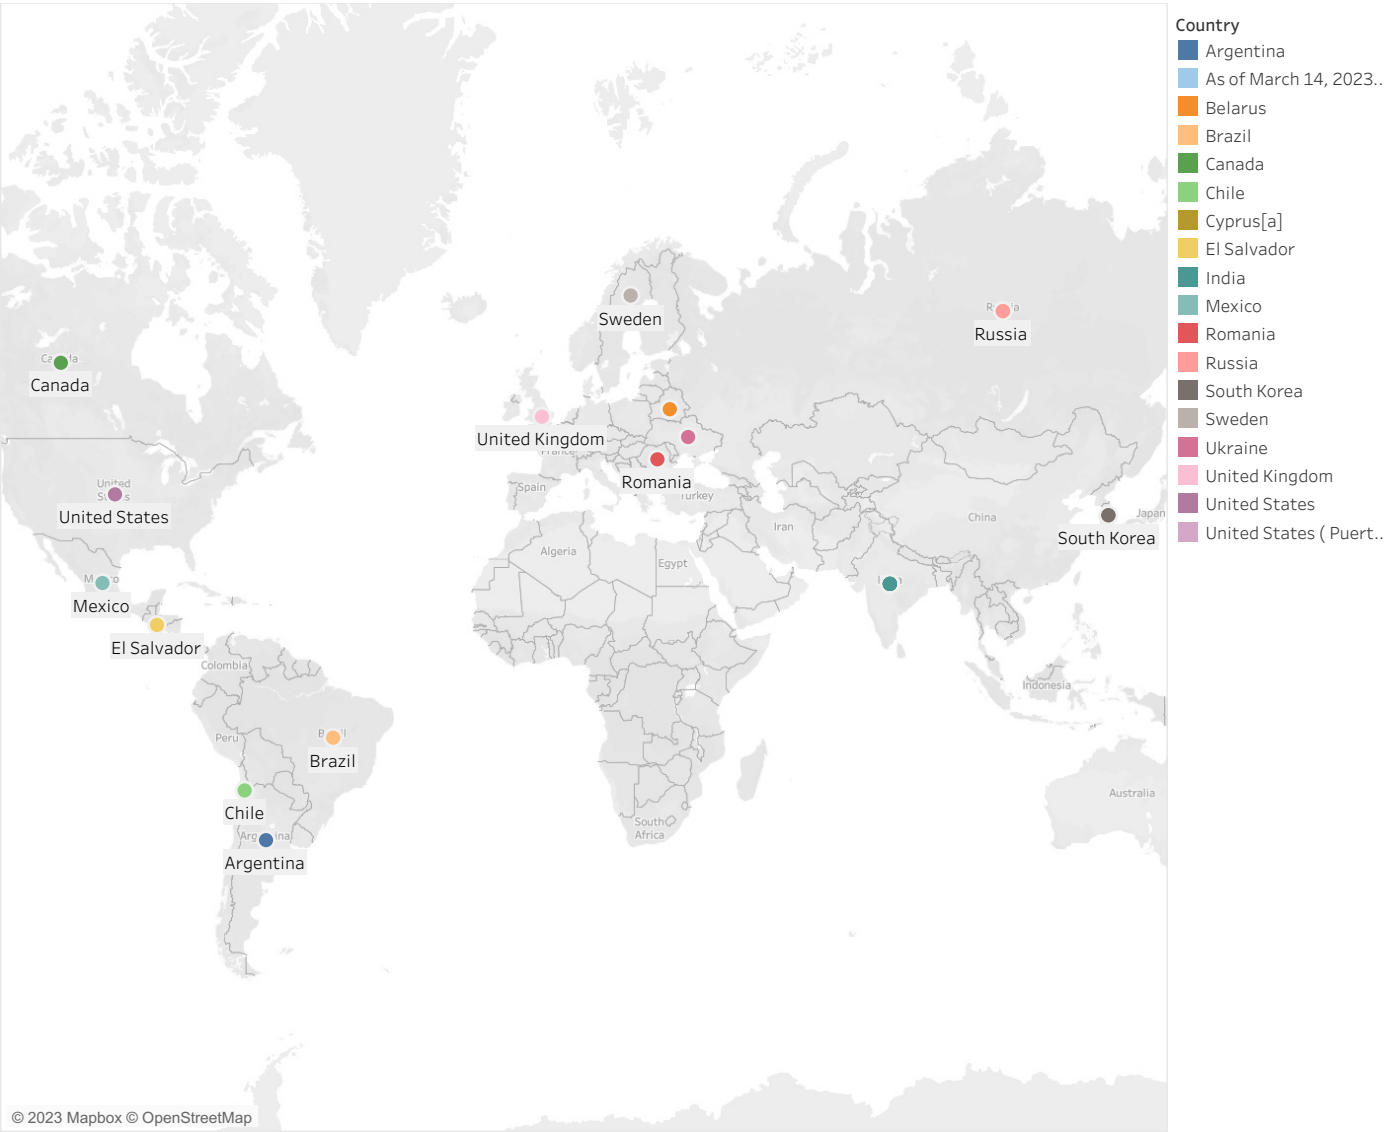 Country
Argentina
As of March 14, 2023..
Belarus
Brazil
Canada
Chile
Cyprus[a]
El Salvador
India
Mexico
Romania
Russia
South Korea
Sweden
Ukraine
United Kingdom
United States
United States ( Puert..
Sweden
Russia
Canada
United Kingdom
France
Romania
Spain
Turkey
United
United States
Japan
China
Iran
South Korea
Algeria
Egypt
Mexico
El Salvador
Colombia
Indonesia
Peru
Brazil
Chile
Australia
South
Africa
Argentina
© 2023 Mapbox © OpenStreetMap